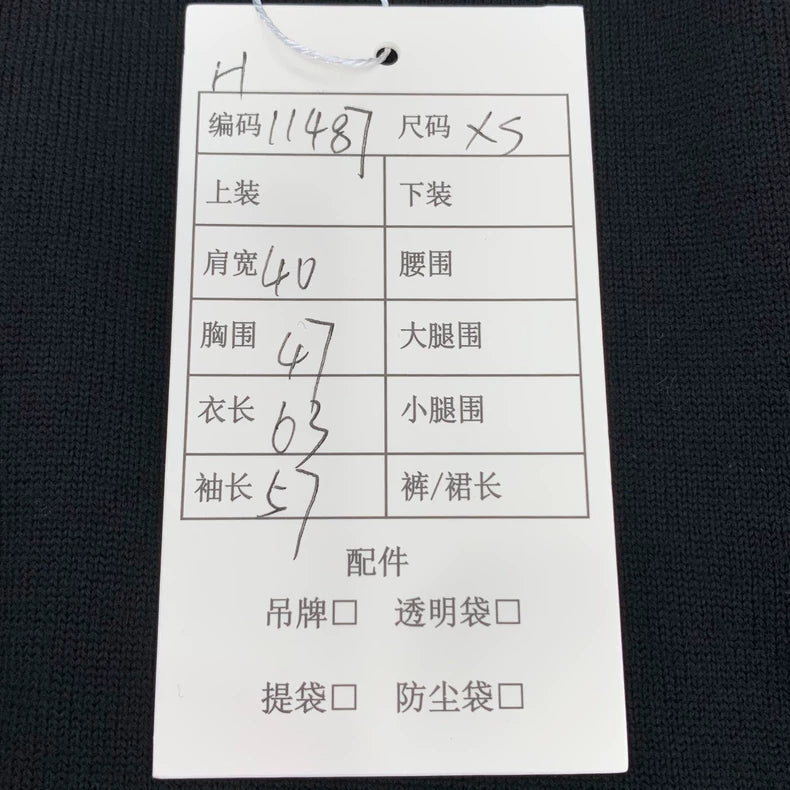 H
编码 11487 尺码 XS
上装 下装
肩宽 40 腰围
胸围 47 大腿围
衣长 63 小腿围
袖长 57 裤/裙长
配件
吊牌□ 透明袋□
提袋□ 防尘袋□